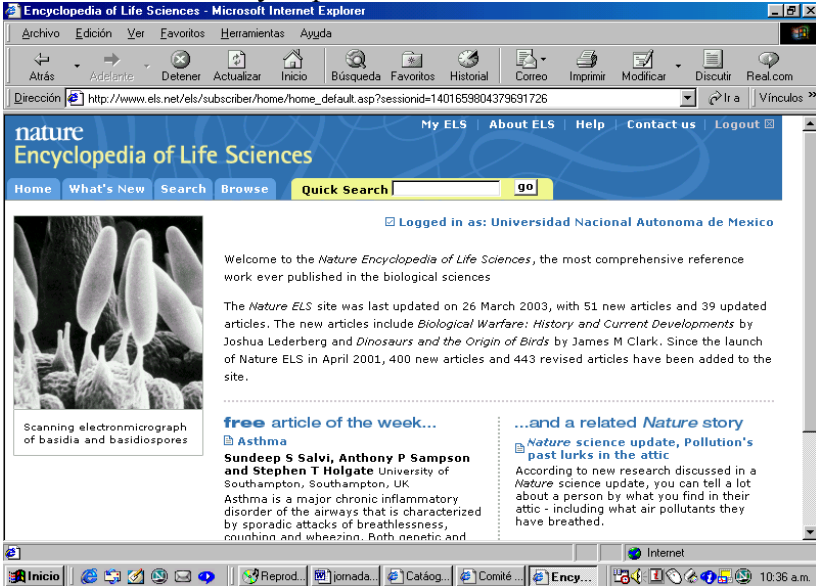 Encyclopedia of Life Sciences - Microsoft Internet Explorer
Archivo Edición Ver Favoritos Herramientas Ayuda
Atrás Adelante Detener Actualizar Inicio Búsqueda Favoritos Historial Correo Imprimir Modificar Discutir Real.com
Dirección http://www.els.net/els/subscriber/home/home_default.asp?sessionid=1401659804379691726 Ir a Vínculos »
nature
Encyclopedia of Life Sciences
My ELS | About ELS | Help | Contact us | Logout
Home What's New Search Browse Quick Search go
Logged in as: Universidad Nacional Autonoma de Mexico
Welcome to the Nature Encyclopedia of Life Sciences, the most comprehensive reference
work ever published in the biological sciences
The Nature ELS site was last updated on 26 March 2003, with 51 new articles and 39 updated
articles. The new articles include Biological Warfare: History and Current Developments by
Joshua Lederberg and Dinosaurs and the Origin of Birds by James M Clark. Since the launch
of Nature ELS in April 2001, 400 new articles and 443 revised articles have been added to the
site.
Scanning electronmicrograph
of basidia and basidiospores
free article of the week...
Asthma
Sundeep S Salvi, Anthony P Sampson
and Stephen T Holgate University of
Southampton, Southampton, UK
Asthma is a major chronic inflammatory
disorder of the airways that is characterized
by sporadic attacks of breathlessness,
coughing and wheezing. Both genetic and
...and a related Nature story
Nature science update, Pollution's
past lurks in the attic
According to new research discussed in a
Nature science update, you can tell a lot
about a person by what you find in their
attic - including what air pollutants they
have breathed.
Internet
Inicio Reprod... jornada... Catáog... Comité ... Ency... 10:36 a.m.